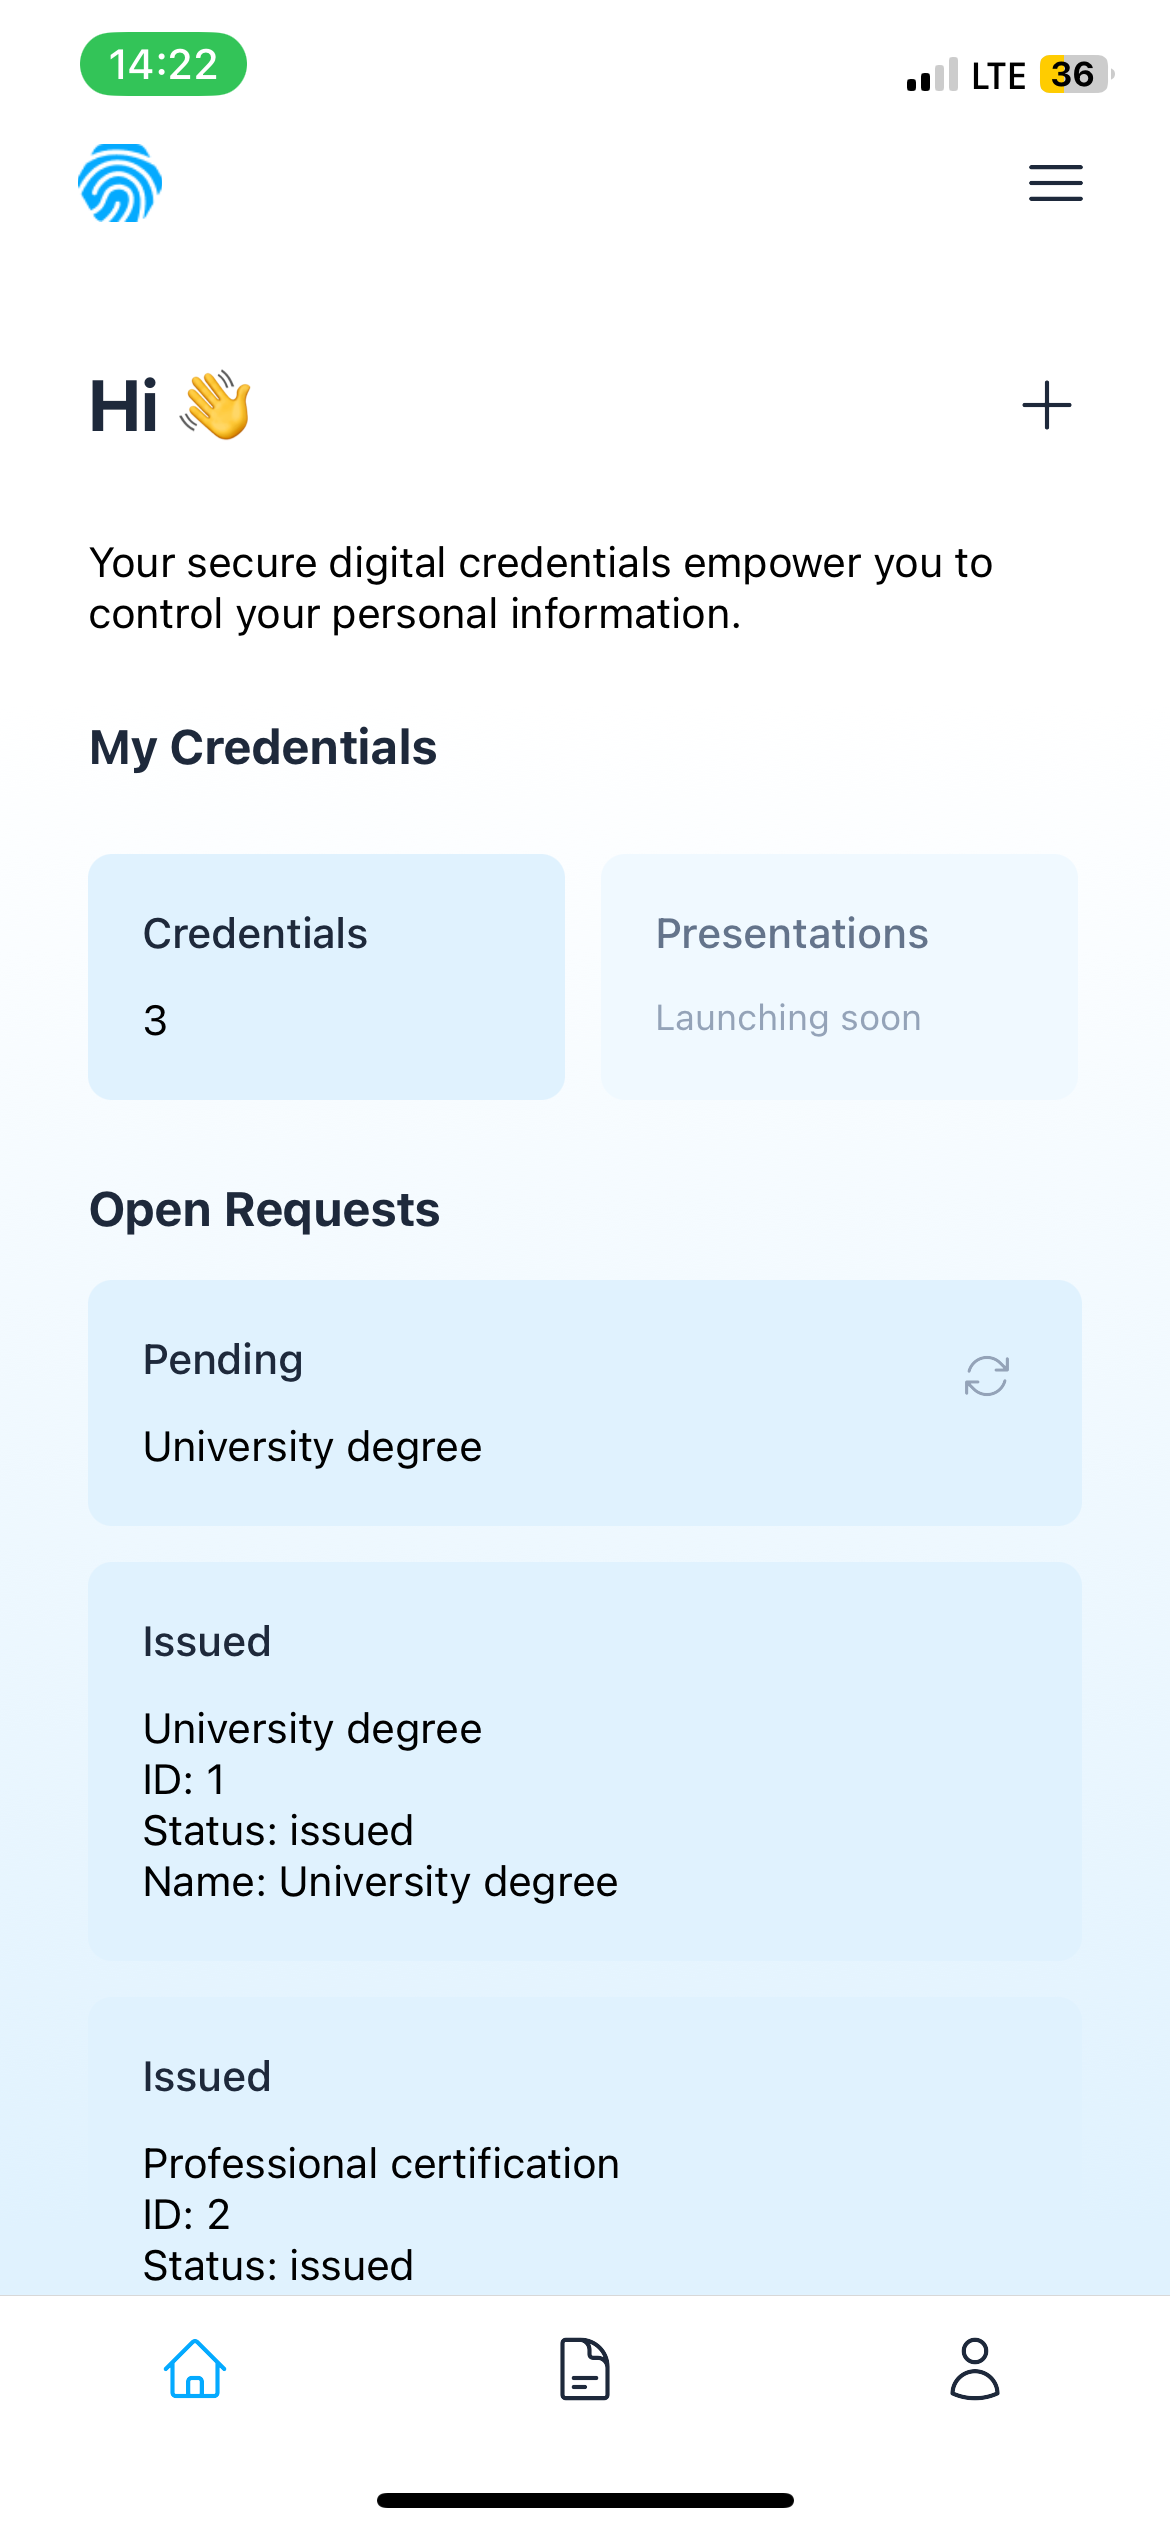 14:22
LTE 36
Hi 👋
Your secure digital credentials empower you to
control your personal information.
My Credentials
Credentials
3
Presentations
Launching soon
Open Requests
Pending
University degree
Issued
University degree
ID: 1
Status: issued
Name: University degree
Issued
Professional certification
ID: 2
Status: issued